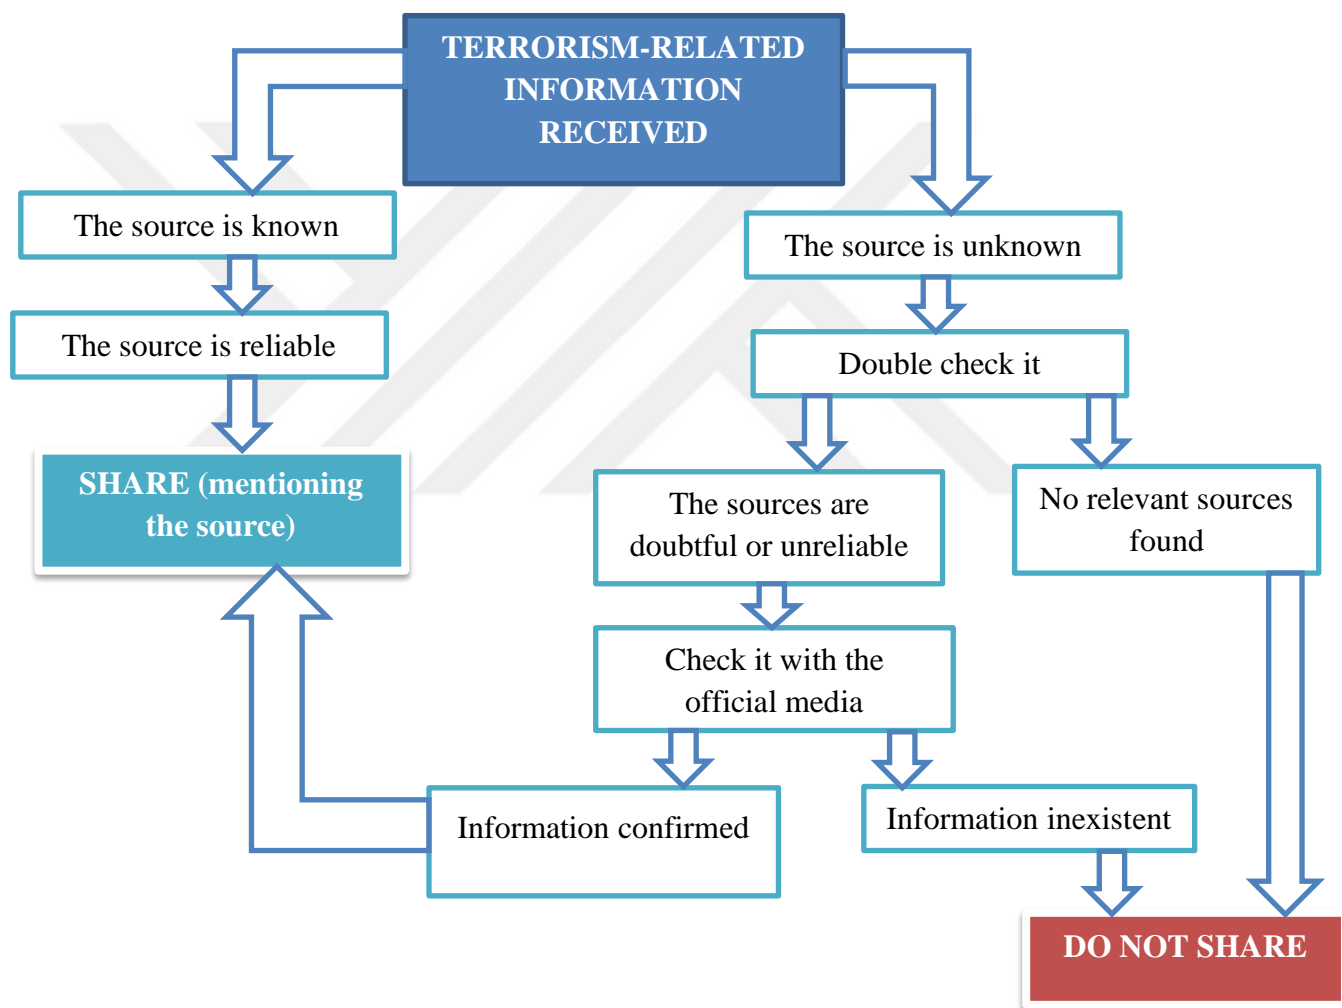 TERRORISM-RELATED
INFORMATION
RECEIVED
The source is known
The source is unknown
The source is reliable
Double check it
SHARE (mentioning
the source)
The sources are
doubtful or unreliable
No relevant sources
found
Check it with the
official media
Information confirmed
Information inexistent
DO NOT SHARE